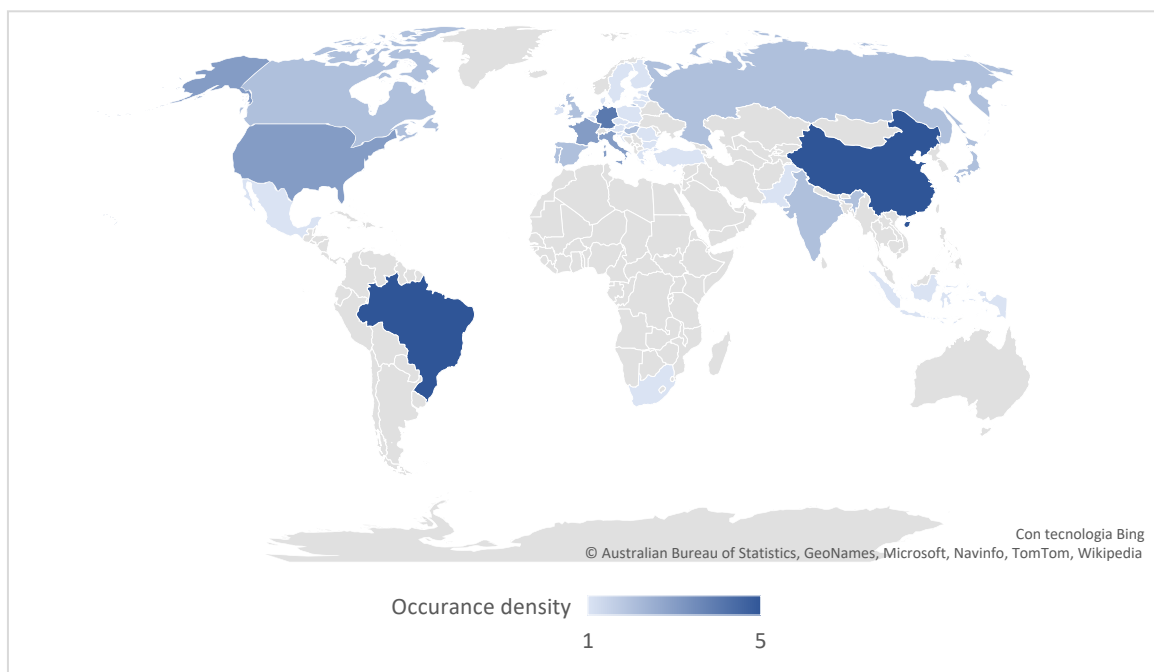 Con tecnologia Bing
© Australian Bureau of Statistics, GeoNames, Microsoft, Navinfo, TomTom, Wikipedia
Occurance density
1 5